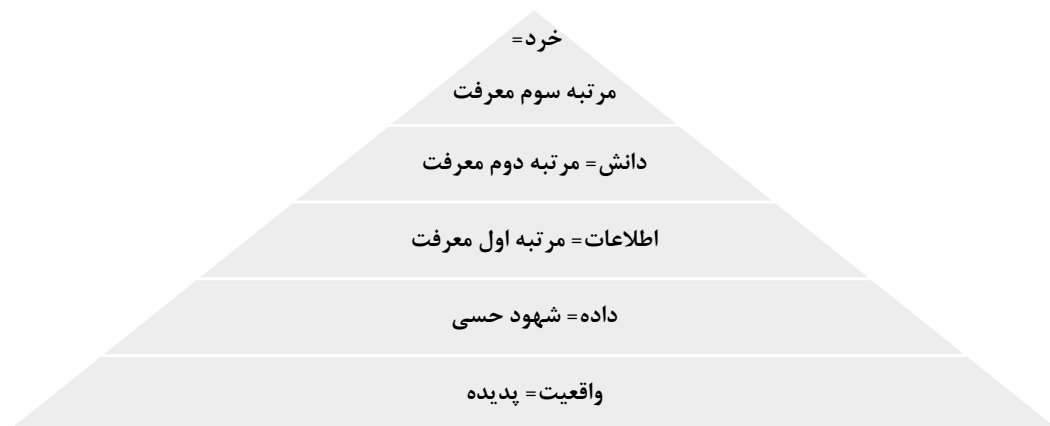 خرد=
مرتبه سوم معرفت
دانش= مرتبه دوم معرفت
اطلاعات= مرتبه اول معرفت
داده= شهود حسی
واقعیت= پدیده